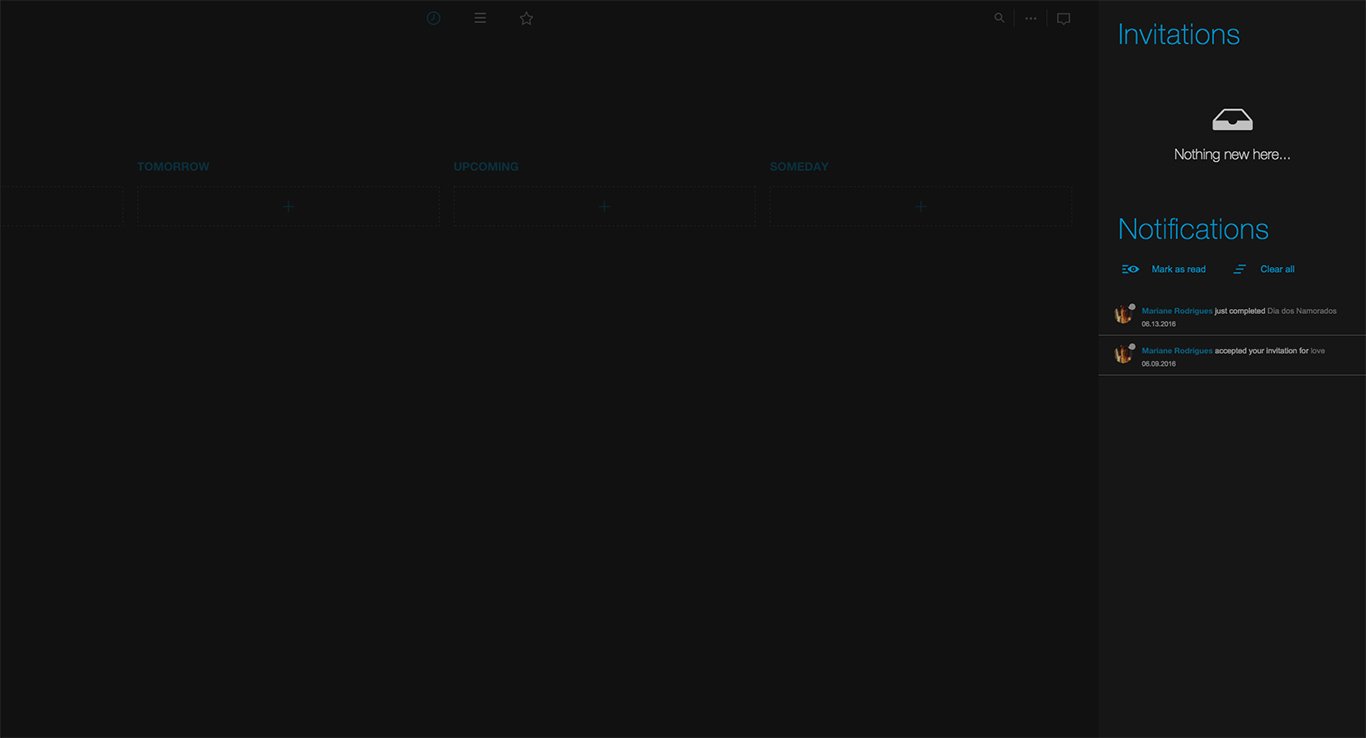 Invitations
Nothing new here...
TOMORROW
UPCOMING
SOMEDAY
Notifications
Mark as read
Clear all
Mariane Rodrigues just completed Dia dos Namorados
06.13.2016
Mariane Rodrigues accepted your invitation for love
06.09.2016